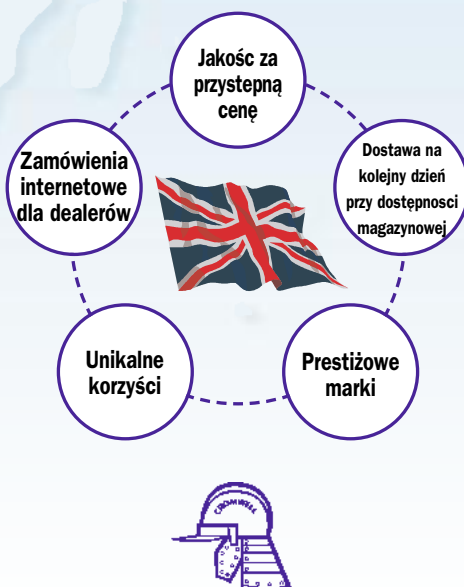 Jakośc za
przystepną
cenę
Zamówienia
internetowe
dla dealerów
Dostawa na
kolejny dzień
przy dostępnosci
magazynowej
Unikalne
korzyści
Prestiżowe
marki
CROMWELL